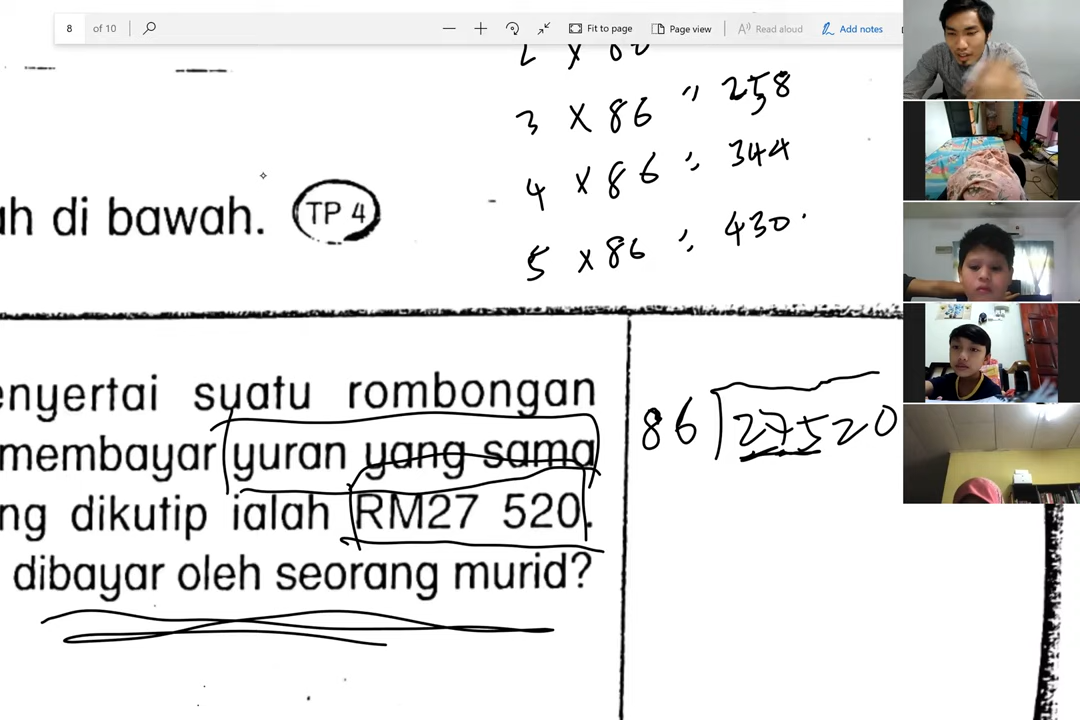 8 of 10 Fit to page Page view Read aloud Add notes
3 x 86 = 258
4 x 86 = 344
5 x 86 = 430
ah di bawah. TP 4
enyertai suatu rombongan
membayar yuran yang sama
ng dikutip ialah RM27 520.
dibayar oleh seorang murid?
86 27520